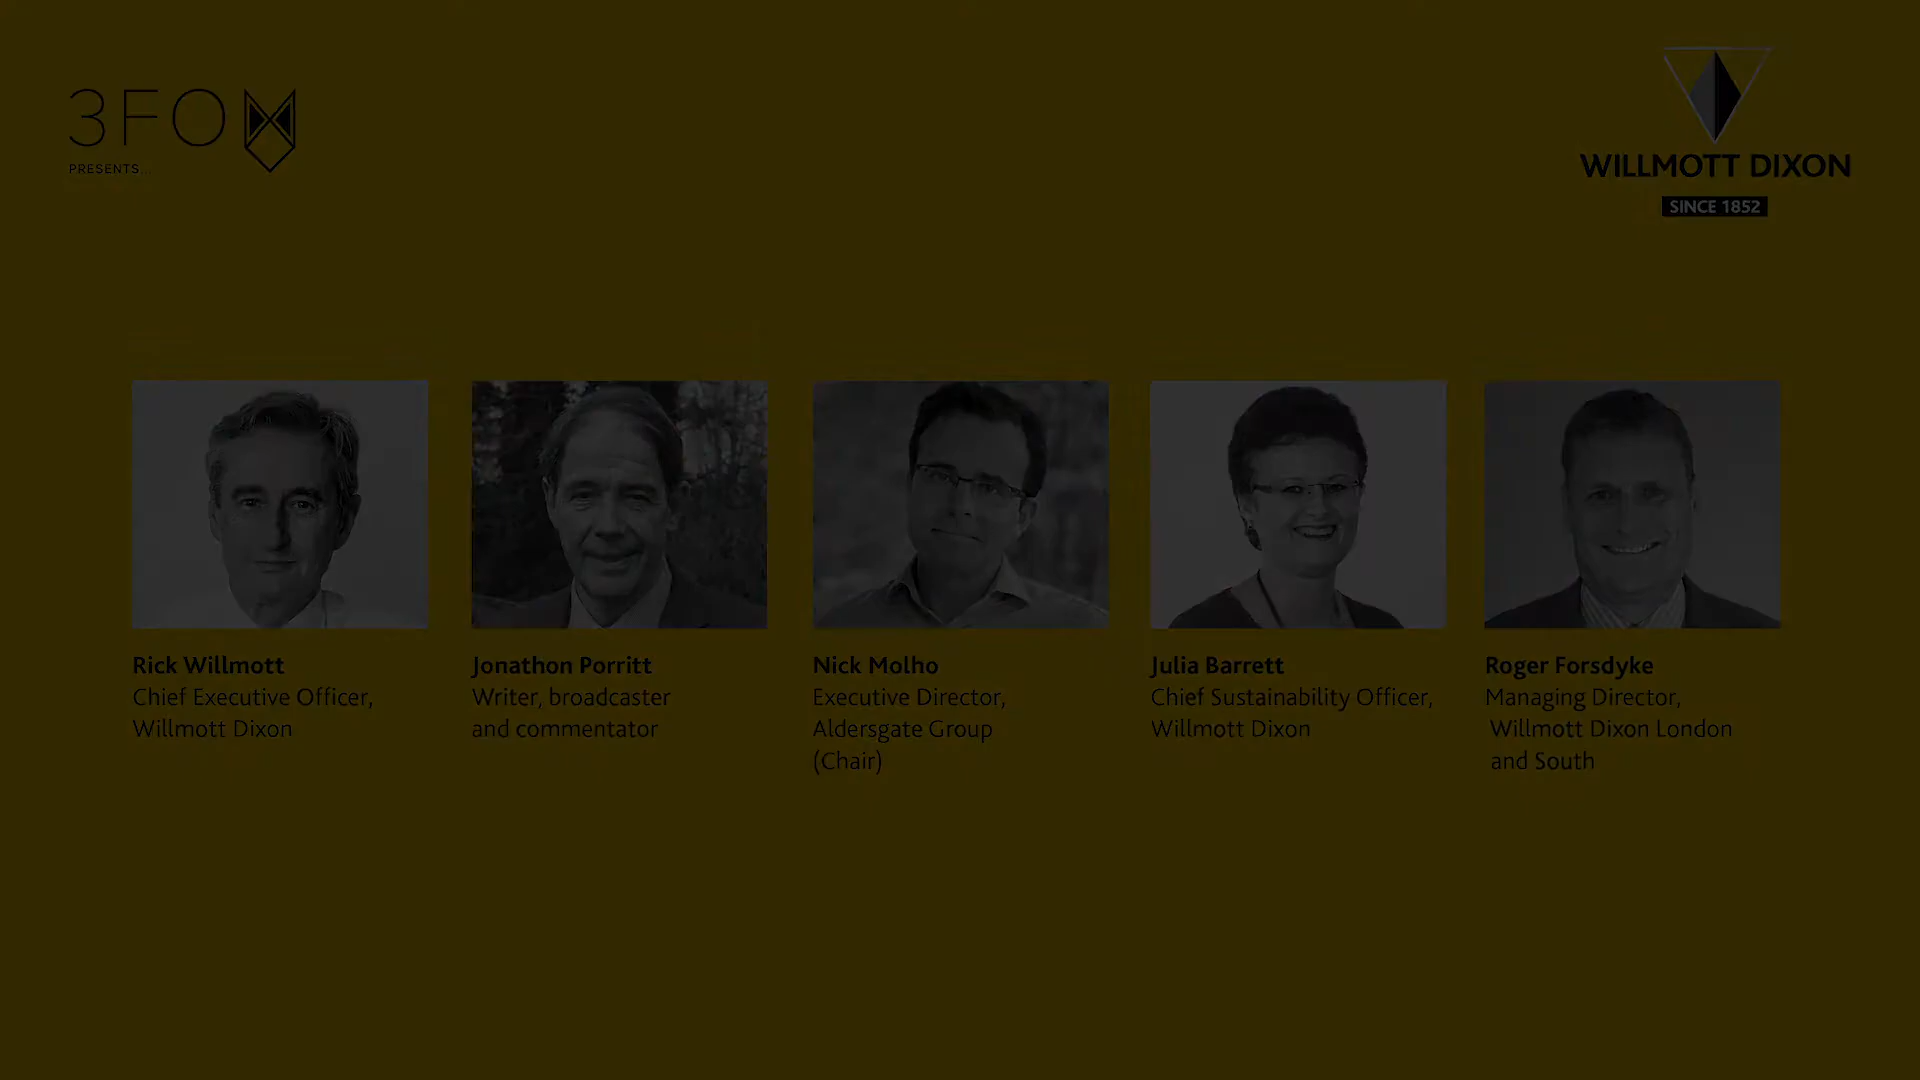 3FOX
PRESENTS...
WILLMOTT DIXON
SINCE 1852
Rick Willmott
Chief Executive Officer,
Willmott Dixon
Jonathon Porritt
Writer, broadcaster
and commentator
Nick Molho
Executive Director,
Aldersgate Group
(Chair)
Julia Barrett
Chief Sustainability Officer,
Willmott Dixon
Roger Forsdyke
Managing Director,
Willmott Dixon London
and South